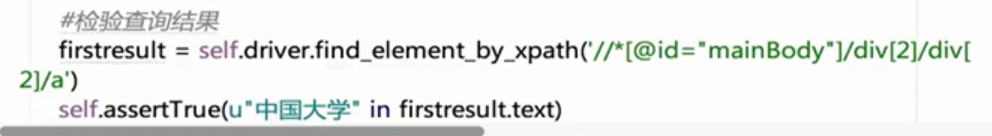 #检验查询结果
firstresult = self.driver.find_element_by_xpath('//*[@id="mainBody"]/div[2]/div[
2]/a')
self.assertTrue(u"中国大学" in firstresult.text)